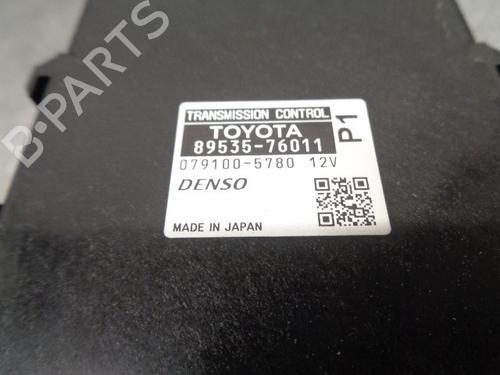 B-PARTS
TRANSMISSION CONTROL
TOYOTA
89535-76011
P1
079100-5780 12V
DENSO
MADE IN JAPAN